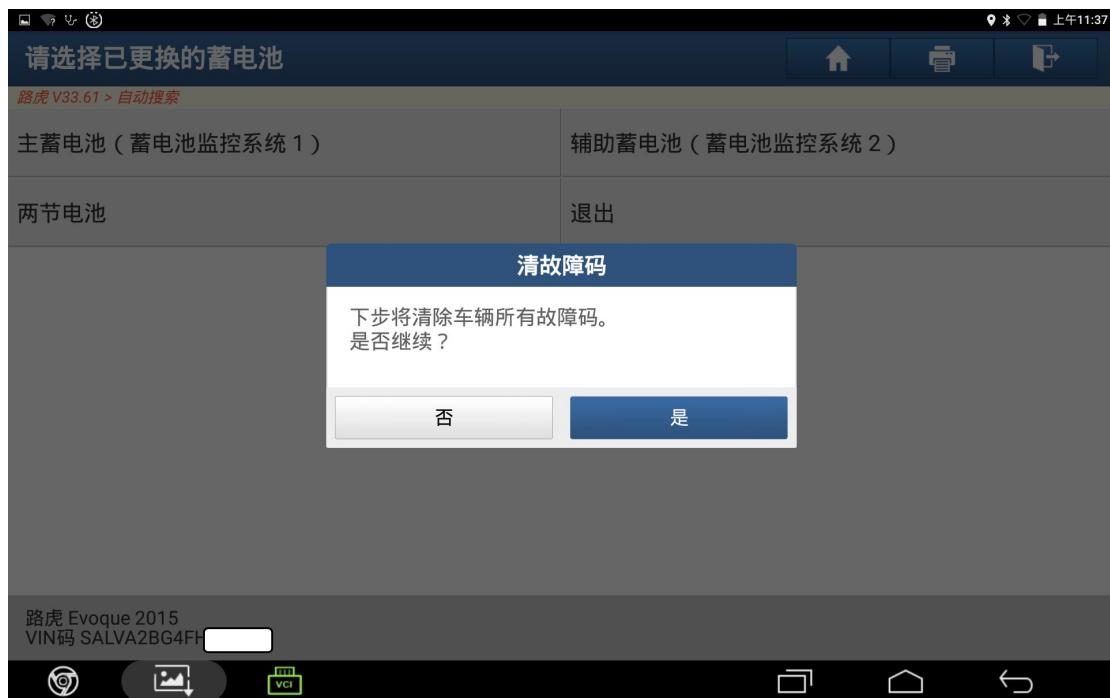 上午11:37
请选择已更换的蓄电池
路虎 V33.61 > 自动搜索
主蓄电池（蓄电池监控系统 1）
辅助蓄电池（蓄电池监控系统 2）
两节电池
退出
清故障码
下步将清除车辆所有故障码。
是否继续？
否
是
路虎 Evoque 2015
VIN码 SALVA2BG4FH
VCI